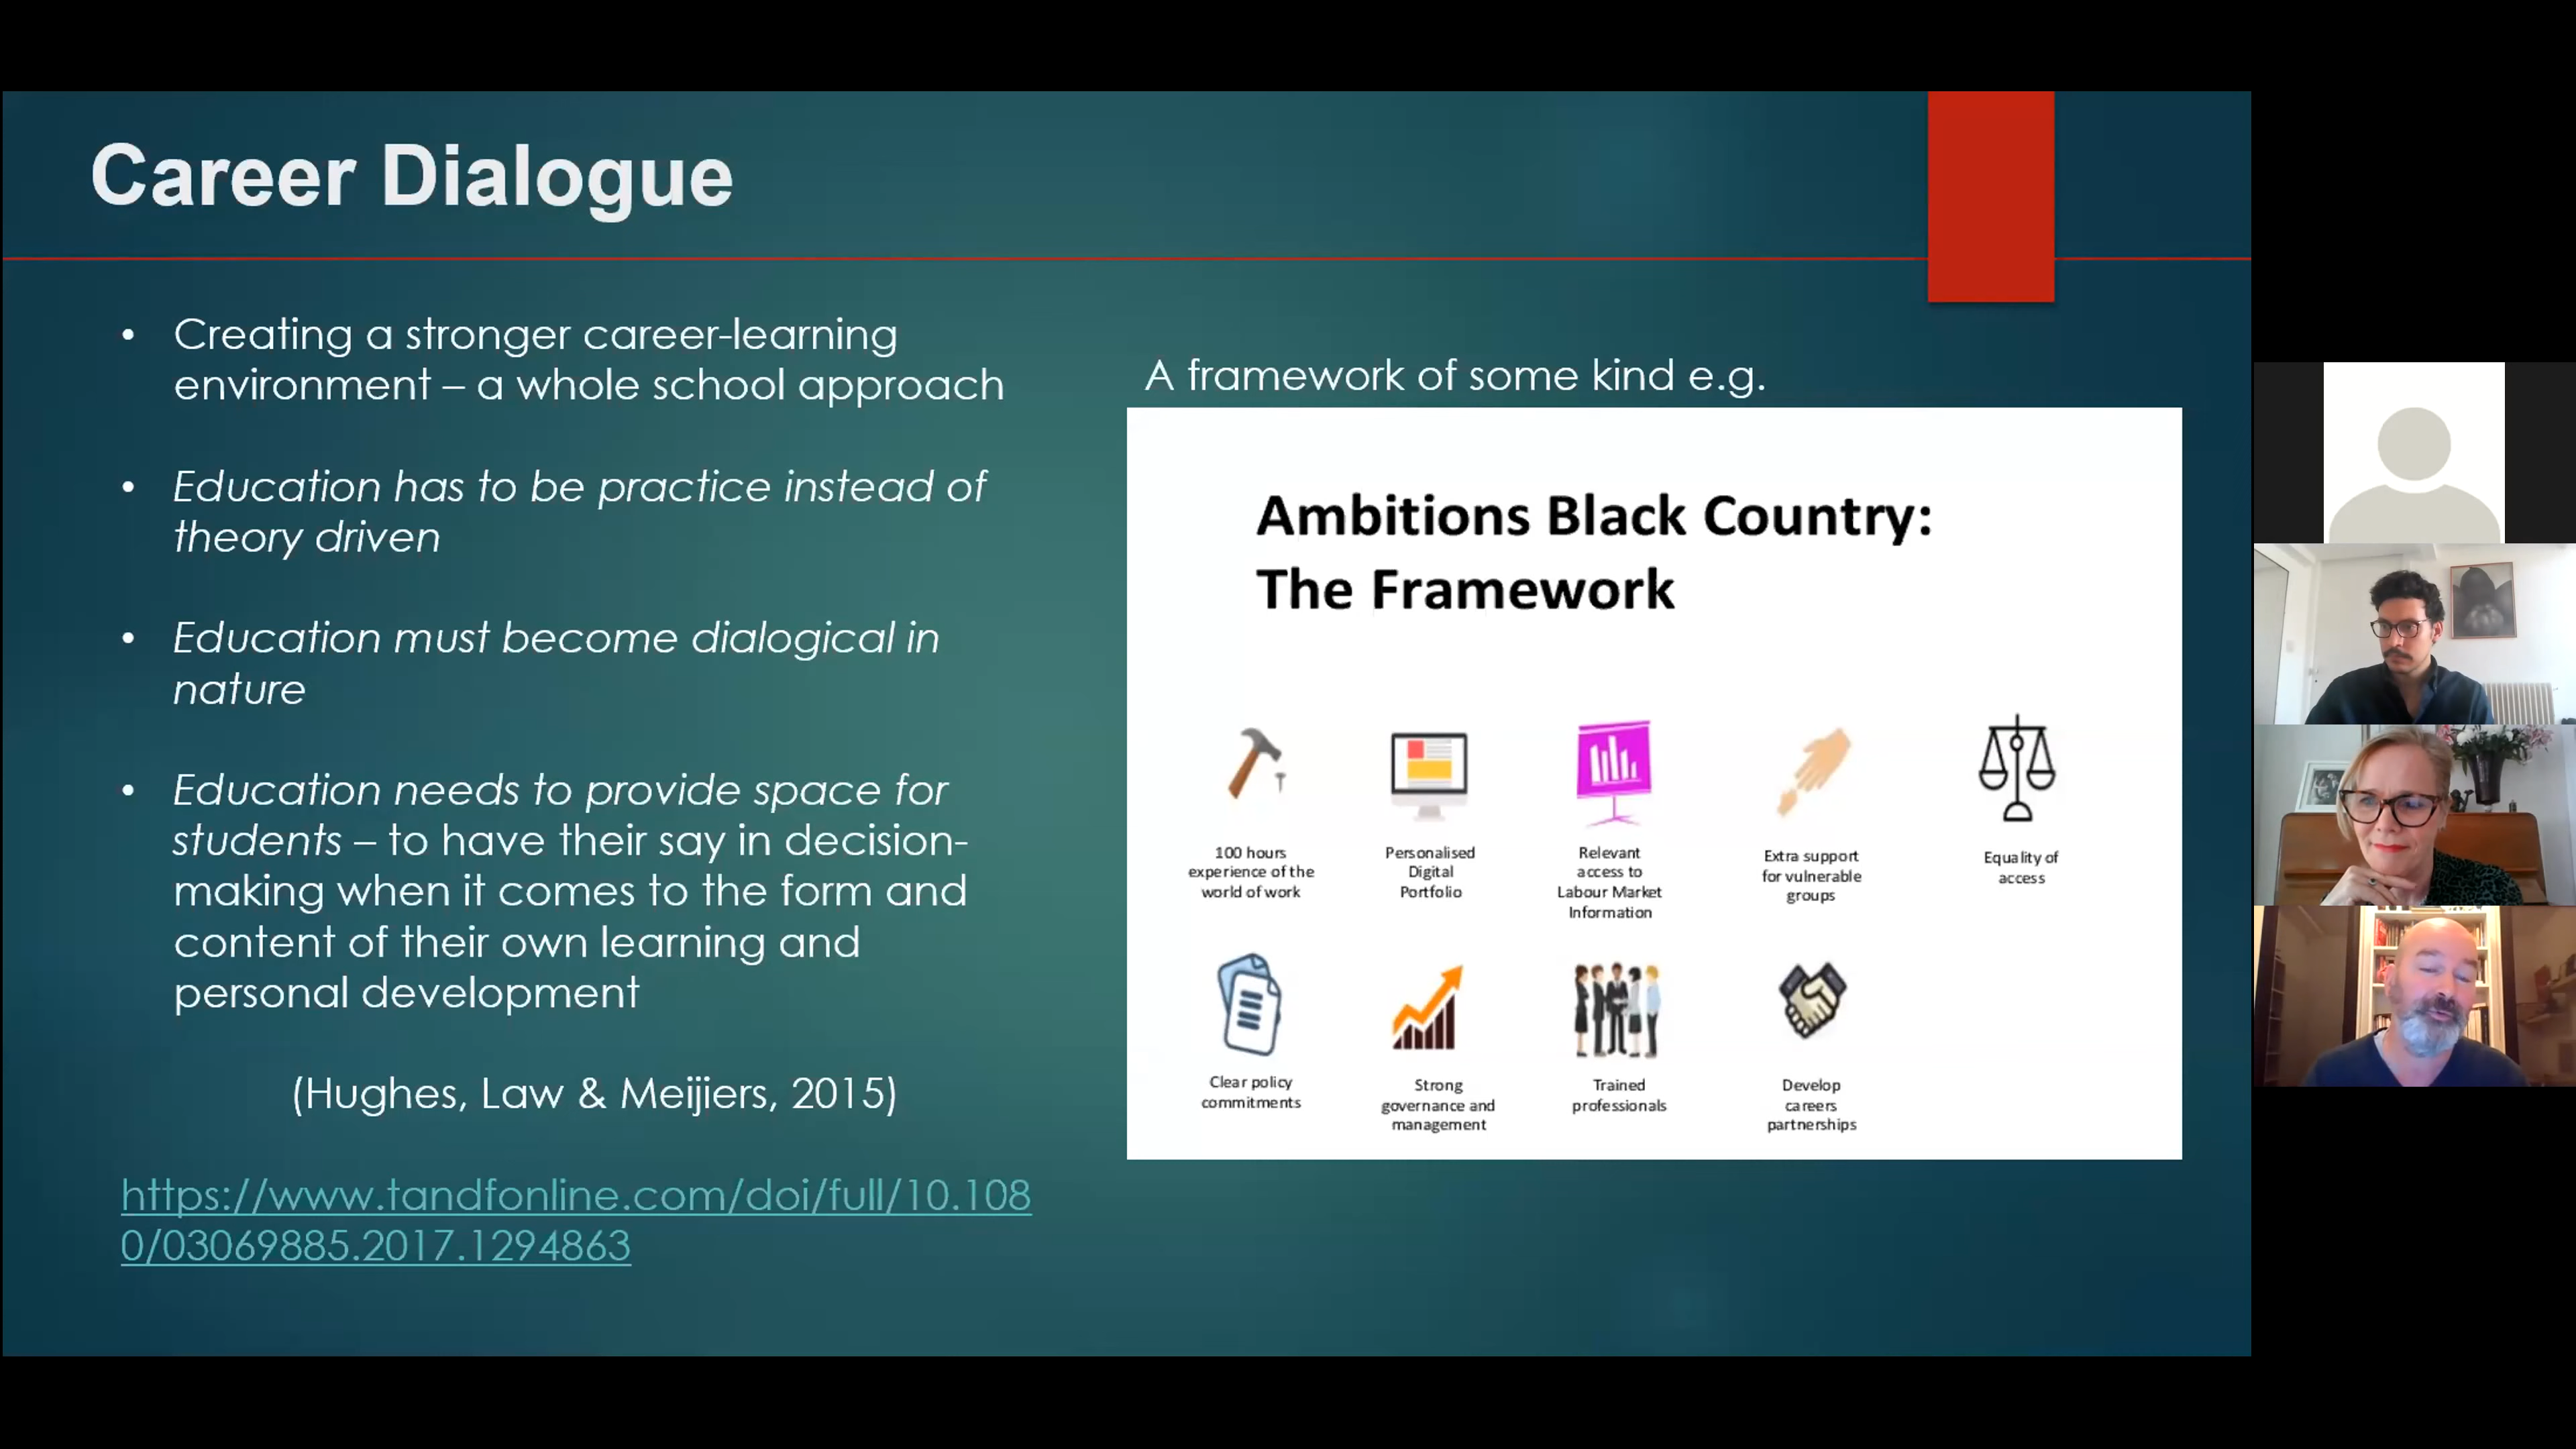 Career Dialogue
• Creating a stronger career-learning
environment – a whole school approach
• Education has to be practice instead of
theory driven
• Education must become dialogical in
nature
• Education needs to provide space for
students – to have their say in decision-
making when it comes to the form and
content of their own learning and
personal development
(Hughes, Law & Meijiers, 2015)
https://www.tandfonline.com/doi/full/10.108
0/03069885.2017.1294863
A framework of some kind e.g.
Ambitions Black Country:
The Framework
100 hours
experience of the
world of work
Personalised
Digital
Portfolio
Relevant
access to
Labour Market
Information
Extra support
for vulnerable
groups
Equality of
access
Clear policy
commitments
Strong
governance and
management
Trained
professionals
Develop
careers
partnerships